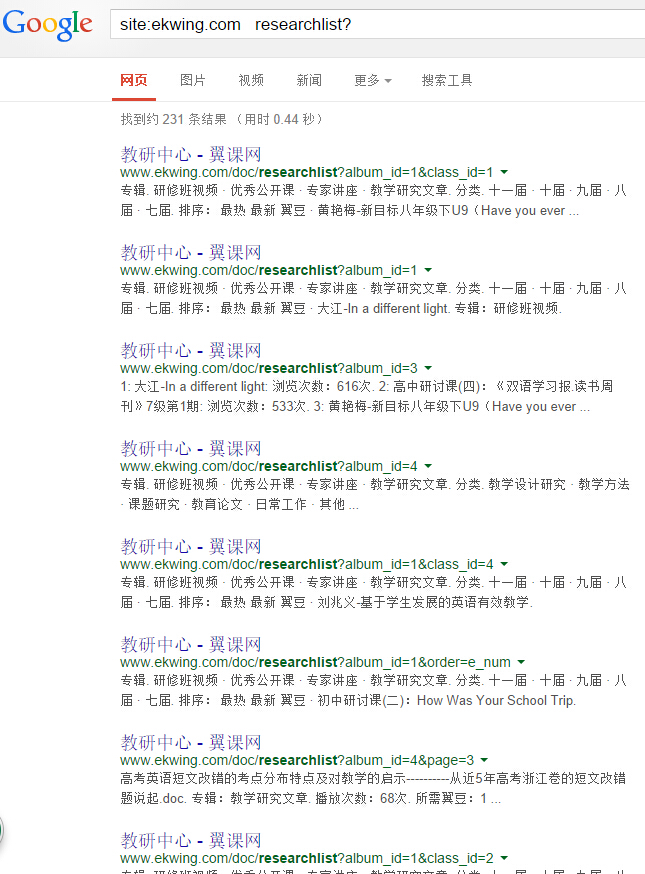 Google
site:ekwing.com researchlist?
网页 图片 视频 新闻 更多 搜索工具
找到约 231 条结果 （用时 0.44 秒）
教研中心 - 翼课网
www.ekwing.com/doc/researchlist?album_id=1&class_id=1
专辑. 研修班视频 · 优秀公开课 · 专家讲座 · 教学研究文章. 分类. 十一届 · 十届 · 九届 · 八
届 · 七届. 排序： 最热 最新 翼豆 · 黄艳梅-新目标八年级下U9（Have you ever ...
教研中心 - 翼课网
www.ekwing.com/doc/researchlist?album_id=1
专辑. 研修班视频 · 优秀公开课 · 专家讲座 · 教学研究文章. 分类. 十一届 · 十届 · 九届 · 八
届 · 七届. 排序： 最热 最新 翼豆 · 大江-In a different light. 专辑：研修班视频.
教研中心 - 翼课网
www.ekwing.com/doc/researchlist?album_id=3
1: 大江-In a different light: 浏览次数：616次. 2: 高中研讨课(四)：《双语学习报.读书周
刊》7级第1期: 浏览次数：533次. 3: 黄艳梅-新目标八年级下U9（Have you ever ...
教研中心 - 翼课网
www.ekwing.com/doc/researchlist?album_id=4
专辑. 研修班视频 · 优秀公开课 · 专家讲座 · 教学研究文章. 分类. 教学设计研究 · 教学方法
· 课题研究 · 教育论文 · 日常工作 · 其他 ...
教研中心 - 翼课网
www.ekwing.com/doc/researchlist?album_id=1&class_id=4
专辑. 研修班视频 · 优秀公开课 · 专家讲座 · 教学研究文章. 分类. 十一届 · 十届 · 九届 · 八
届 · 七届. 排序： 最热 最新 翼豆 · 刘兆义-基于学生发展的英语有效教学.
教研中心 - 翼课网
www.ekwing.com/doc/researchlist?album_id=1&order=e_num
专辑. 研修班视频 · 优秀公开课 · 专家讲座 · 教学研究文章. 分类. 十一届 · 十届 · 九届 · 八
届 · 七届. 排序： 最热 最新 翼豆 · 初中研讨课(二)：How Was Your School Trip.
教研中心 - 翼课网
www.ekwing.com/doc/researchlist?album_id=4&page=3
高考英语短文改错的考点分布特点及对教学的启示----------从近5年高考浙江卷的短文改错
题说起.doc. 专辑：教学研究文章. 播放次数：68次. 所需翼豆：1 ...
教研中心 - 翼课网
www.ekwing.com/doc/researchlist?album_id=1&class_id=2